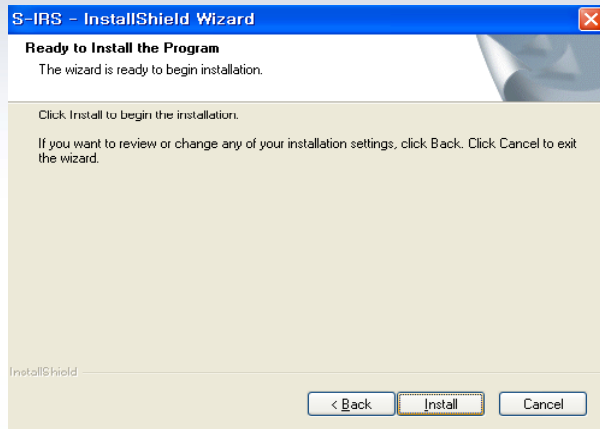 S-IRS - InstallShield Wizard
Ready to Install the Program
The wizard is ready to begin installation.
Click Install to begin the installation.
If you want to review or change any of your installation settings, click Back. Click Cancel to exit
the wizard.
InstallShield
< Back Install Cancel